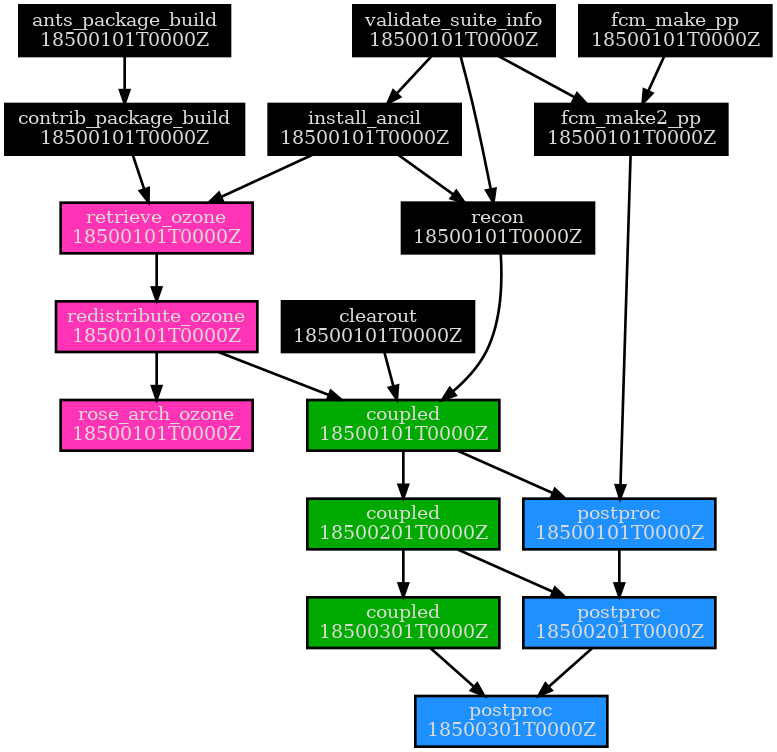 ants_package_build
18500101T0000Z
validate_suite_info
18500101T0000Z
fcm_make_pp
18500101T0000Z
contrib_package_build
18500101T0000Z
install_ancil
18500101T0000Z
fcm_make2_pp
18500101T0000Z
retrieve_ozone
18500101T0000Z
recon
18500101T0000Z
redistribute_ozone
18500101T0000Z
clearout
18500101T0000Z
rose_arch_ozone
18500101T0000Z
coupled
18500101T0000Z
coupled
18500201T0000Z
postproc
18500101T0000Z
coupled
18500301T0000Z
postproc
18500201T0000Z
postproc
18500301T0000Z